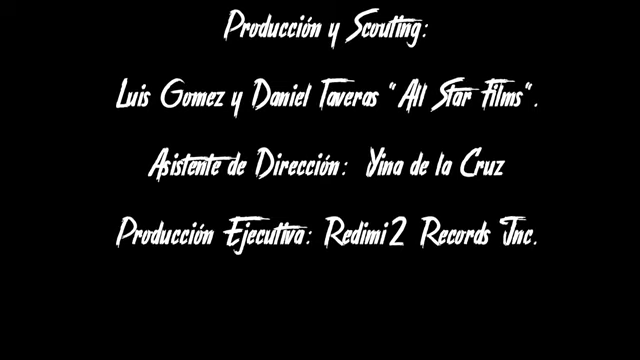 Producción y Scouting:
Luis Gomez y Daniel Taveras "All Star Films".
Asistente de Dirección: Yina de la Cruz
Producción Ejecutiva: Redimi2 Records Inc.